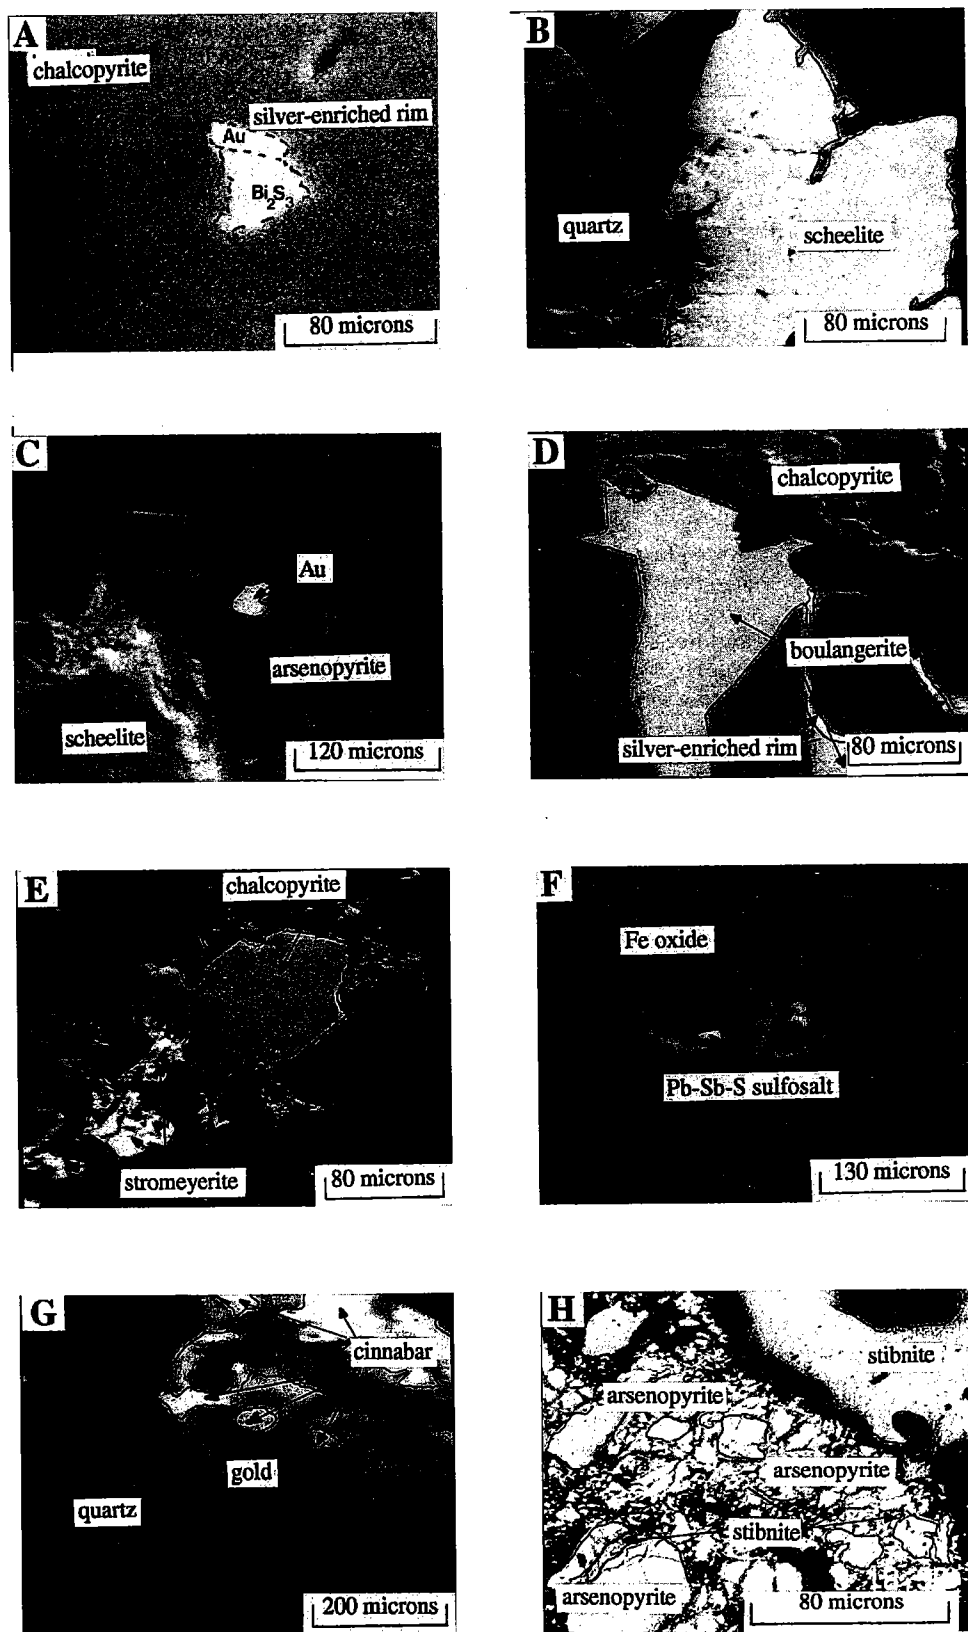 A
chalcopyrite
silver-enriched rim
Au
Bi2S3
80 microns
B
quartz
scheelite
80 microns
C
Au
arsenopyrite
scheelite
120 microns
D
chalcopyrite
boulangerite
silver-enriched rim
80 microns
E
chalcopyrite
stromeyerite
80 microns
F
Fe oxide
Pb-Sb-S sulfosalt
130 microns
G
cinnabar
gold
quartz
200 microns
H
stibnite
arsenopyrite
arsenopyrite
stibnite
arsenopyrite
80 microns